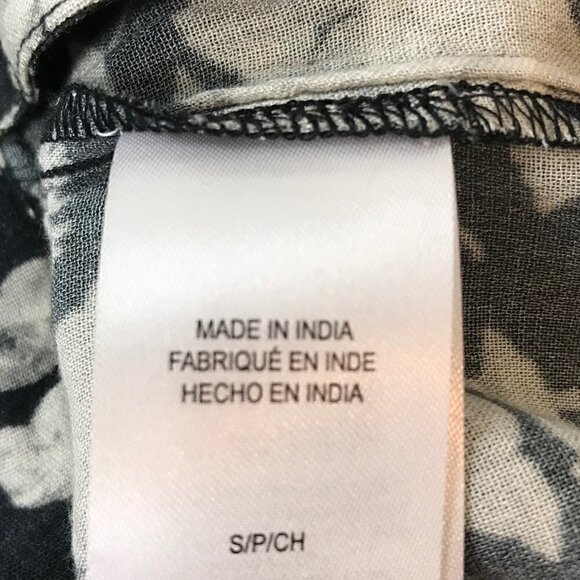 MADE IN INDIA
FABRIQUÉ EN INDE
HECHO EN INDIA
S/P/CH